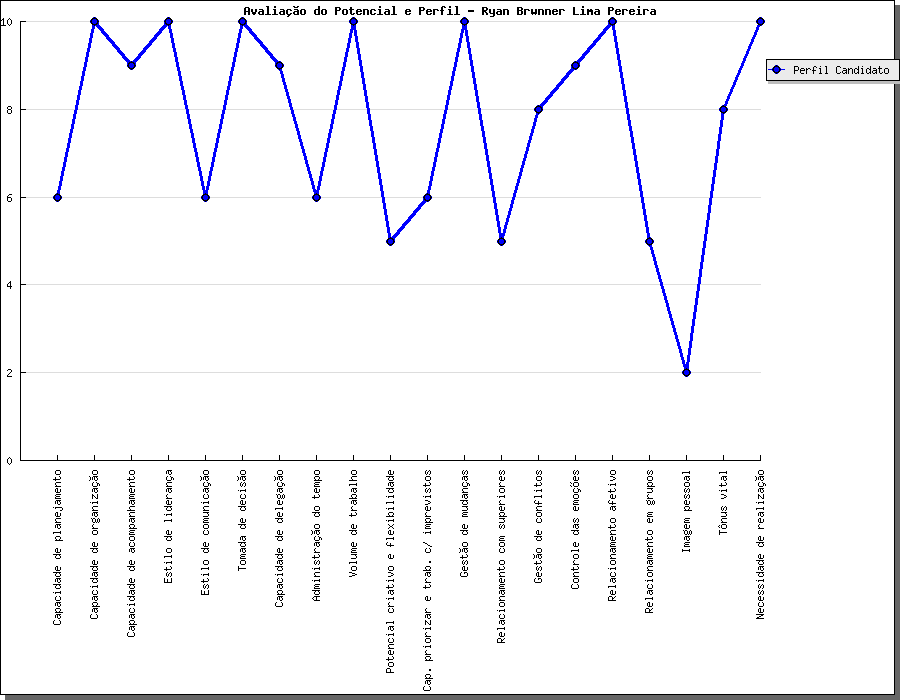 Avaliação do Potencial e Perfil - Ryan Brwnner Lima Pereira
10
8
6
4
2
0
Perfil Candidato
Capacidade de planejamento
Capacidade de organização
Capacidade de acompanhamento
Estilo de liderança
Estilo de comunicação
Tomada de decisão
Capacidade de delegação
Administração do tempo
Volume de trabalho
Potencial criativo e flexibilidade
Cap. priorizar e trab. c/ imprevistos
Gestão de mudanças
Relacionamento com superiores
Gestão de conflitos
Controle das emoções
Relacionamento afetivo
Relacionamento em grupos
Imagem pessoal
Tônus vital
Necessidade de realização